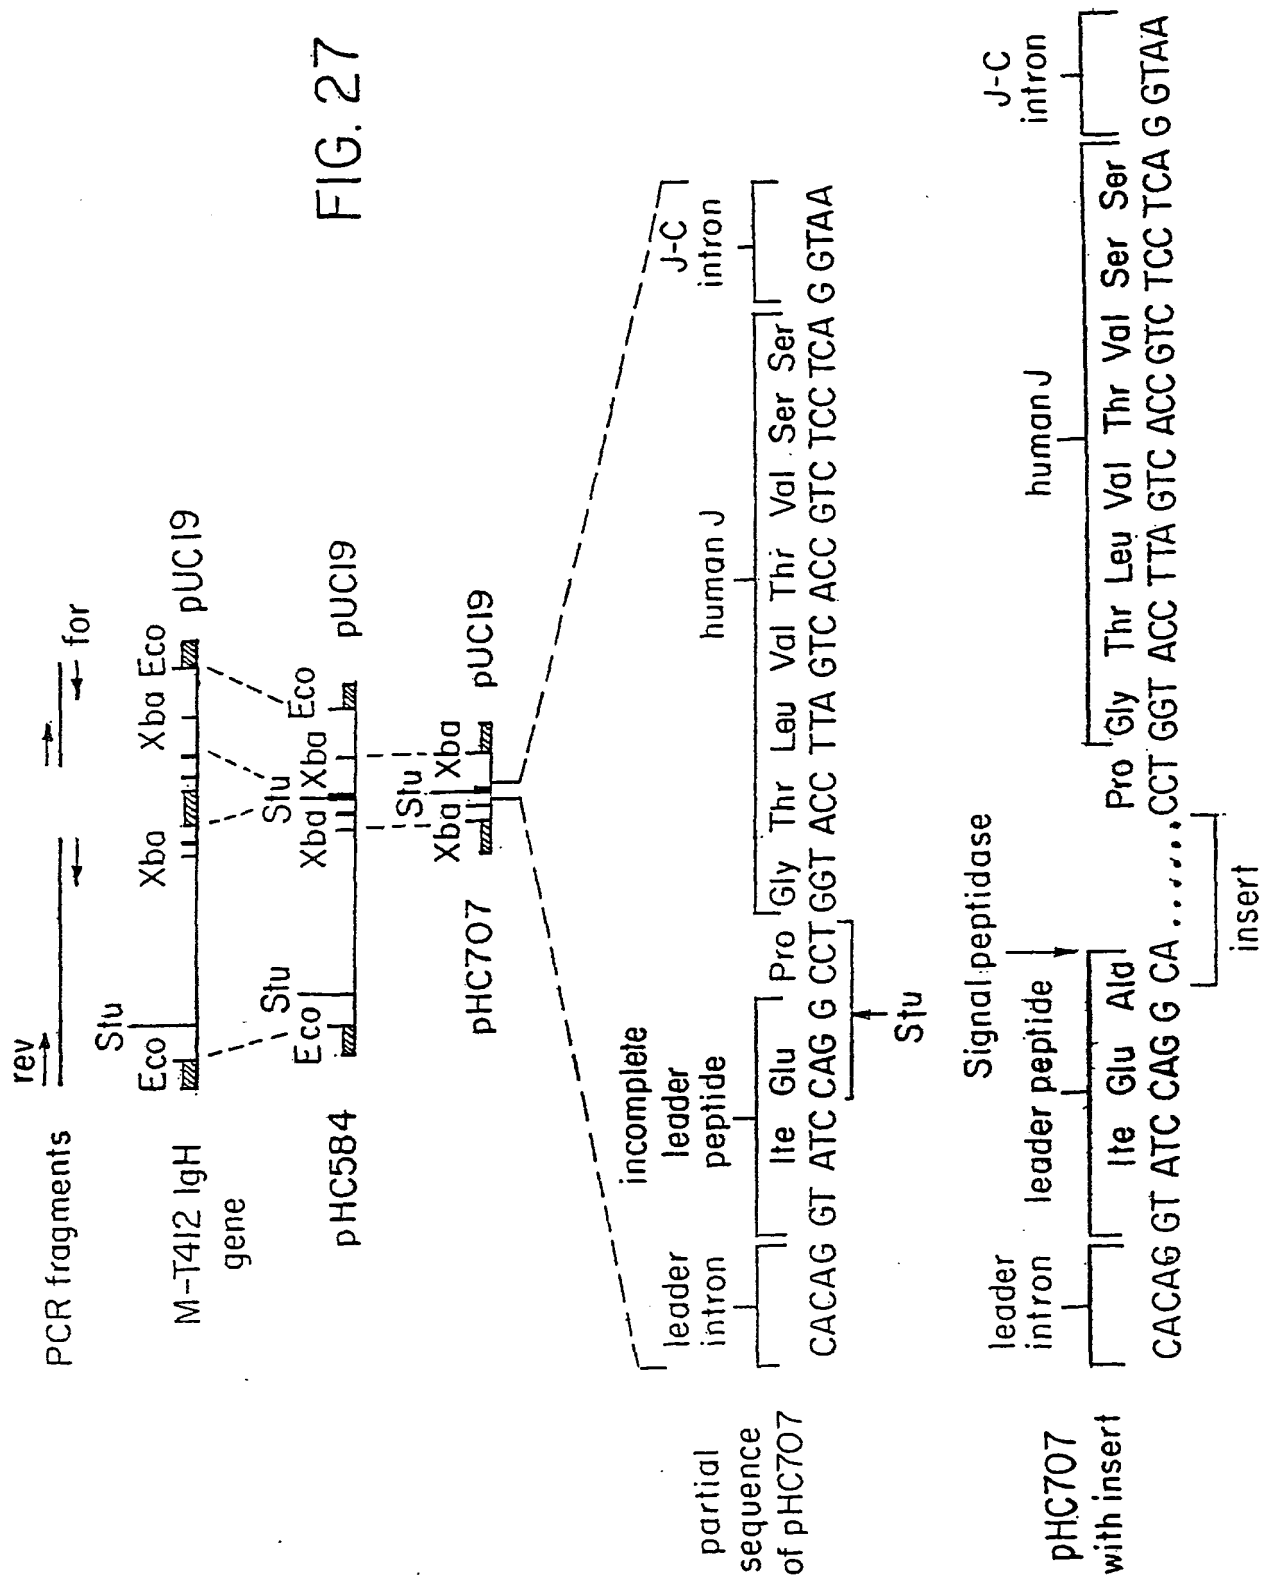 FIG. 27
PCR fragments
rev
for
M-T412 IgH
gene
Eco
Stu
Xba
Xba
Eco
pUC19
pHC584
Eco
Stu
Xba
Stu
Xba
Eco
pUC19
pHC707
Xba
Stu
Xba
pUC19
partial
sequence
of pHC707
leader
intron
incomplete
leader
peptide
human J
J-C
intron
Ite Glu Pro Gly Thr Leu Val Thr Val Ser Ser
CACAG GT ATC CAG G CCT GGT ACC TTA GTC ACC GTC TCC TCA G GTAA
Stu
pHC707
with insert
leader
intron
leader peptide
Signal peptidase
human J
J-C
intron
Ite Glu Ala Pro Gly Thr Leu Val Thr Val Ser Ser
CACAG GT ATC CAG G CA ....... CCT GGT ACC TTA GTC ACC GTC TCC TCA G GTAA
insert